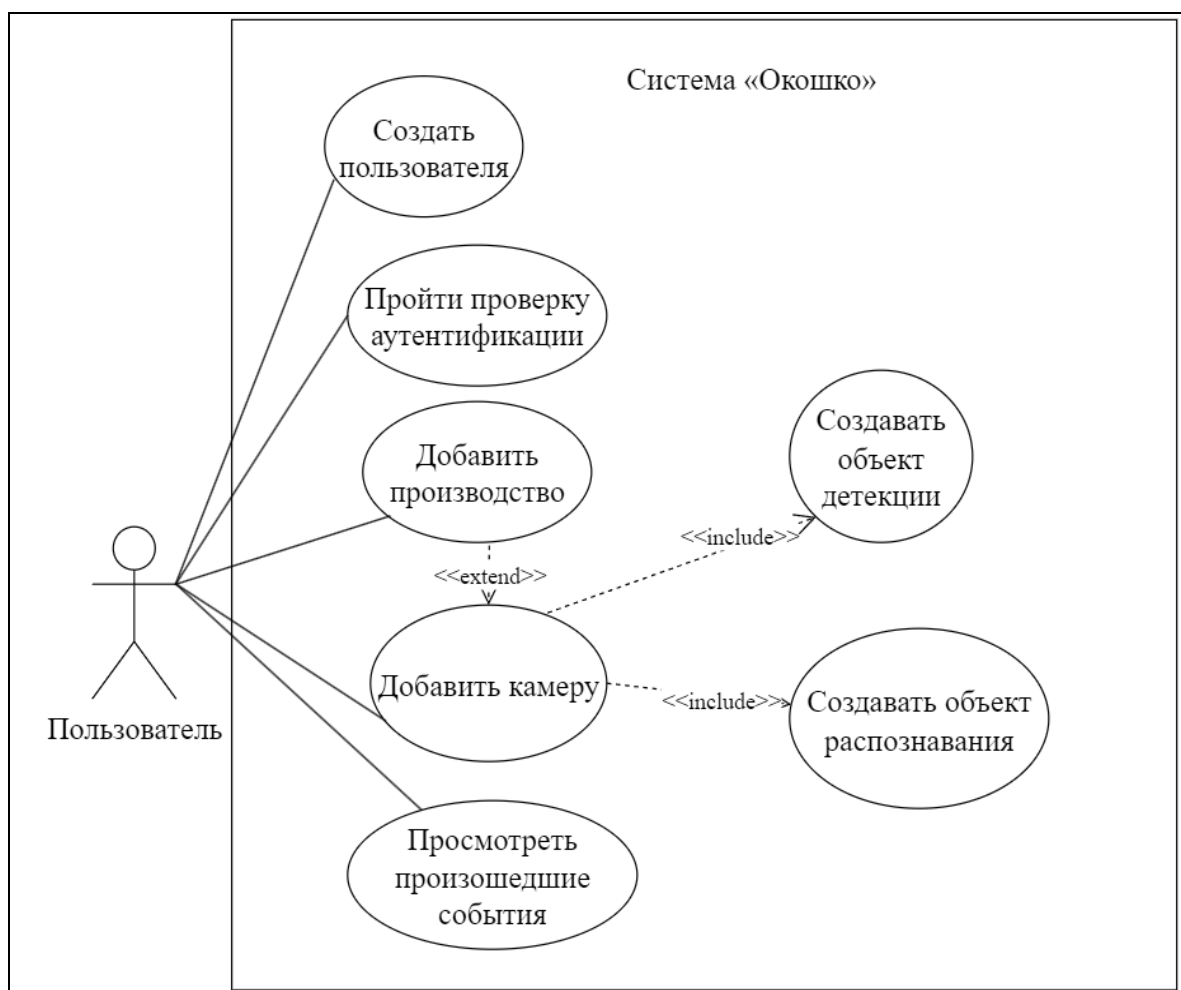 Система «Окошко»
Создать
пользователя
Пройти проверку
аутентификации
Добавить
производство
Создавать
объект
детекции
<<include>>
<<extend>>
Добавить камеру
<<include>>
Создавать объект
распознавания
Пользователь
Просмотреть
произошедшие
события